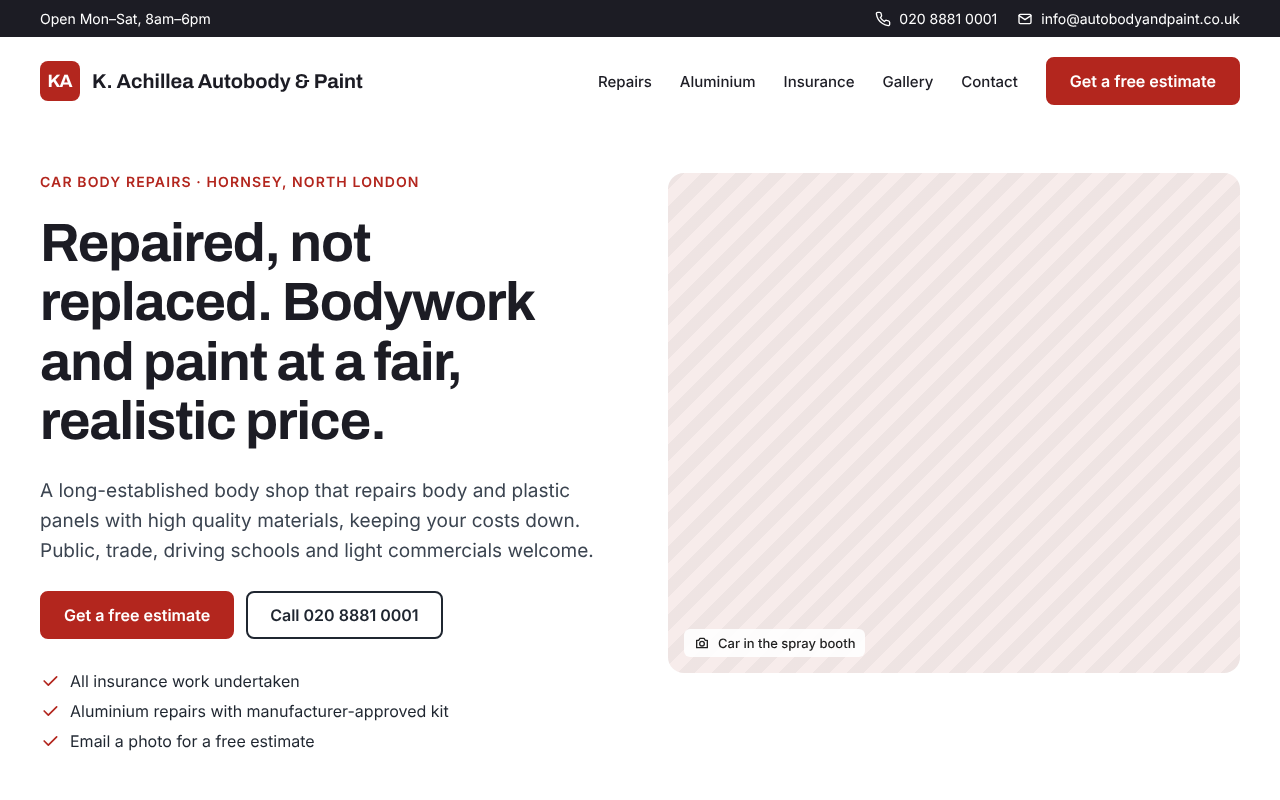 Open Mon–Sat, 8am–6pm
020 8881 0001
info@autobodyandpaint.co.uk
KA
K. Achillea Autobody & Paint
Repairs
Aluminium
Insurance
Gallery
Contact
Get a free estimate
CAR BODY REPAIRS · HORNSEY, NORTH LONDON
Repaired, not
replaced. Bodywork
and paint at a fair,
realistic price.
A long-established body shop that repairs body and plastic
panels with high quality materials, keeping your costs down.
Public, trade, driving schools and light commercials welcome.
Get a free estimate
Call 020 8881 0001
All insurance work undertaken
Aluminium repairs with manufacturer-approved kit
Email a photo for a free estimate
Car in the spray booth